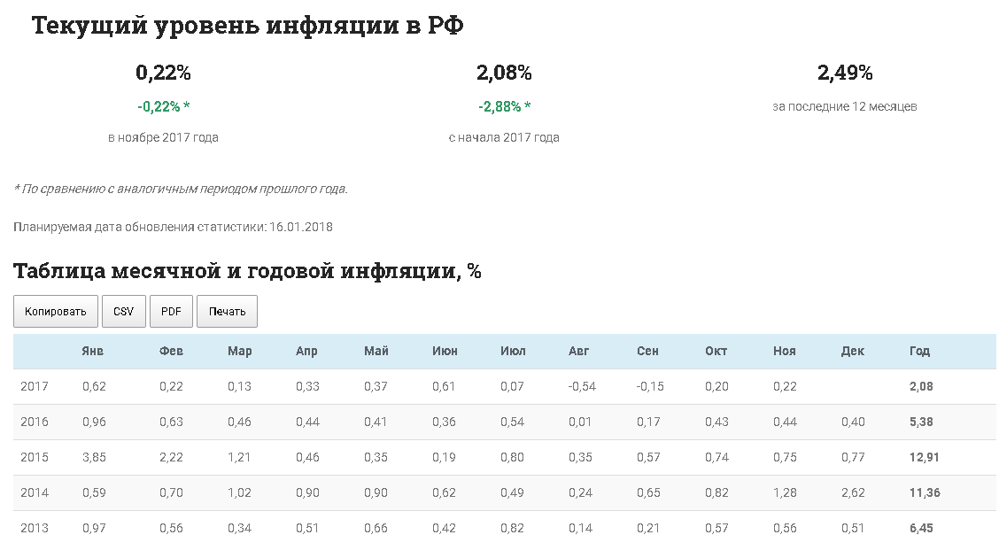 Текущий уровень инфляции в РФ
0,22% 2,08% 2,49%
-0,22% * -2,88% * за последние 12 месяцев
в ноябре 2017 года с начала 2017 года
* По сравнению с аналогичным периодом прошлого года.
Планируемая дата обновления статистики: 16.01.2018
Таблица месячной и годовой инфляции, %
Копировать CSV PDF Печать
Янв Фев Мар Апр Май Июн Июл Авг Сен Окт Ноя Дек Год
2017 0,62 0,22 0,13 0,33 0,37 0,61 0,07 -0,54 -0,15 0,20 0,22 2,08
2016 0,96 0,63 0,46 0,44 0,41 0,36 0,54 0,01 0,17 0,43 0,44 0,40 5,38
2015 3,85 2,22 1,21 0,46 0,35 0,19 0,80 0,35 0,57 0,74 0,75 0,77 12,91
2014 0,59 0,70 1,02 0,90 0,90 0,62 0,49 0,24 0,65 0,82 1,28 2,62 11,36
2013 0,97 0,56 0,34 0,51 0,66 0,42 0,82 0,14 0,21 0,57 0,56 0,51 6,45